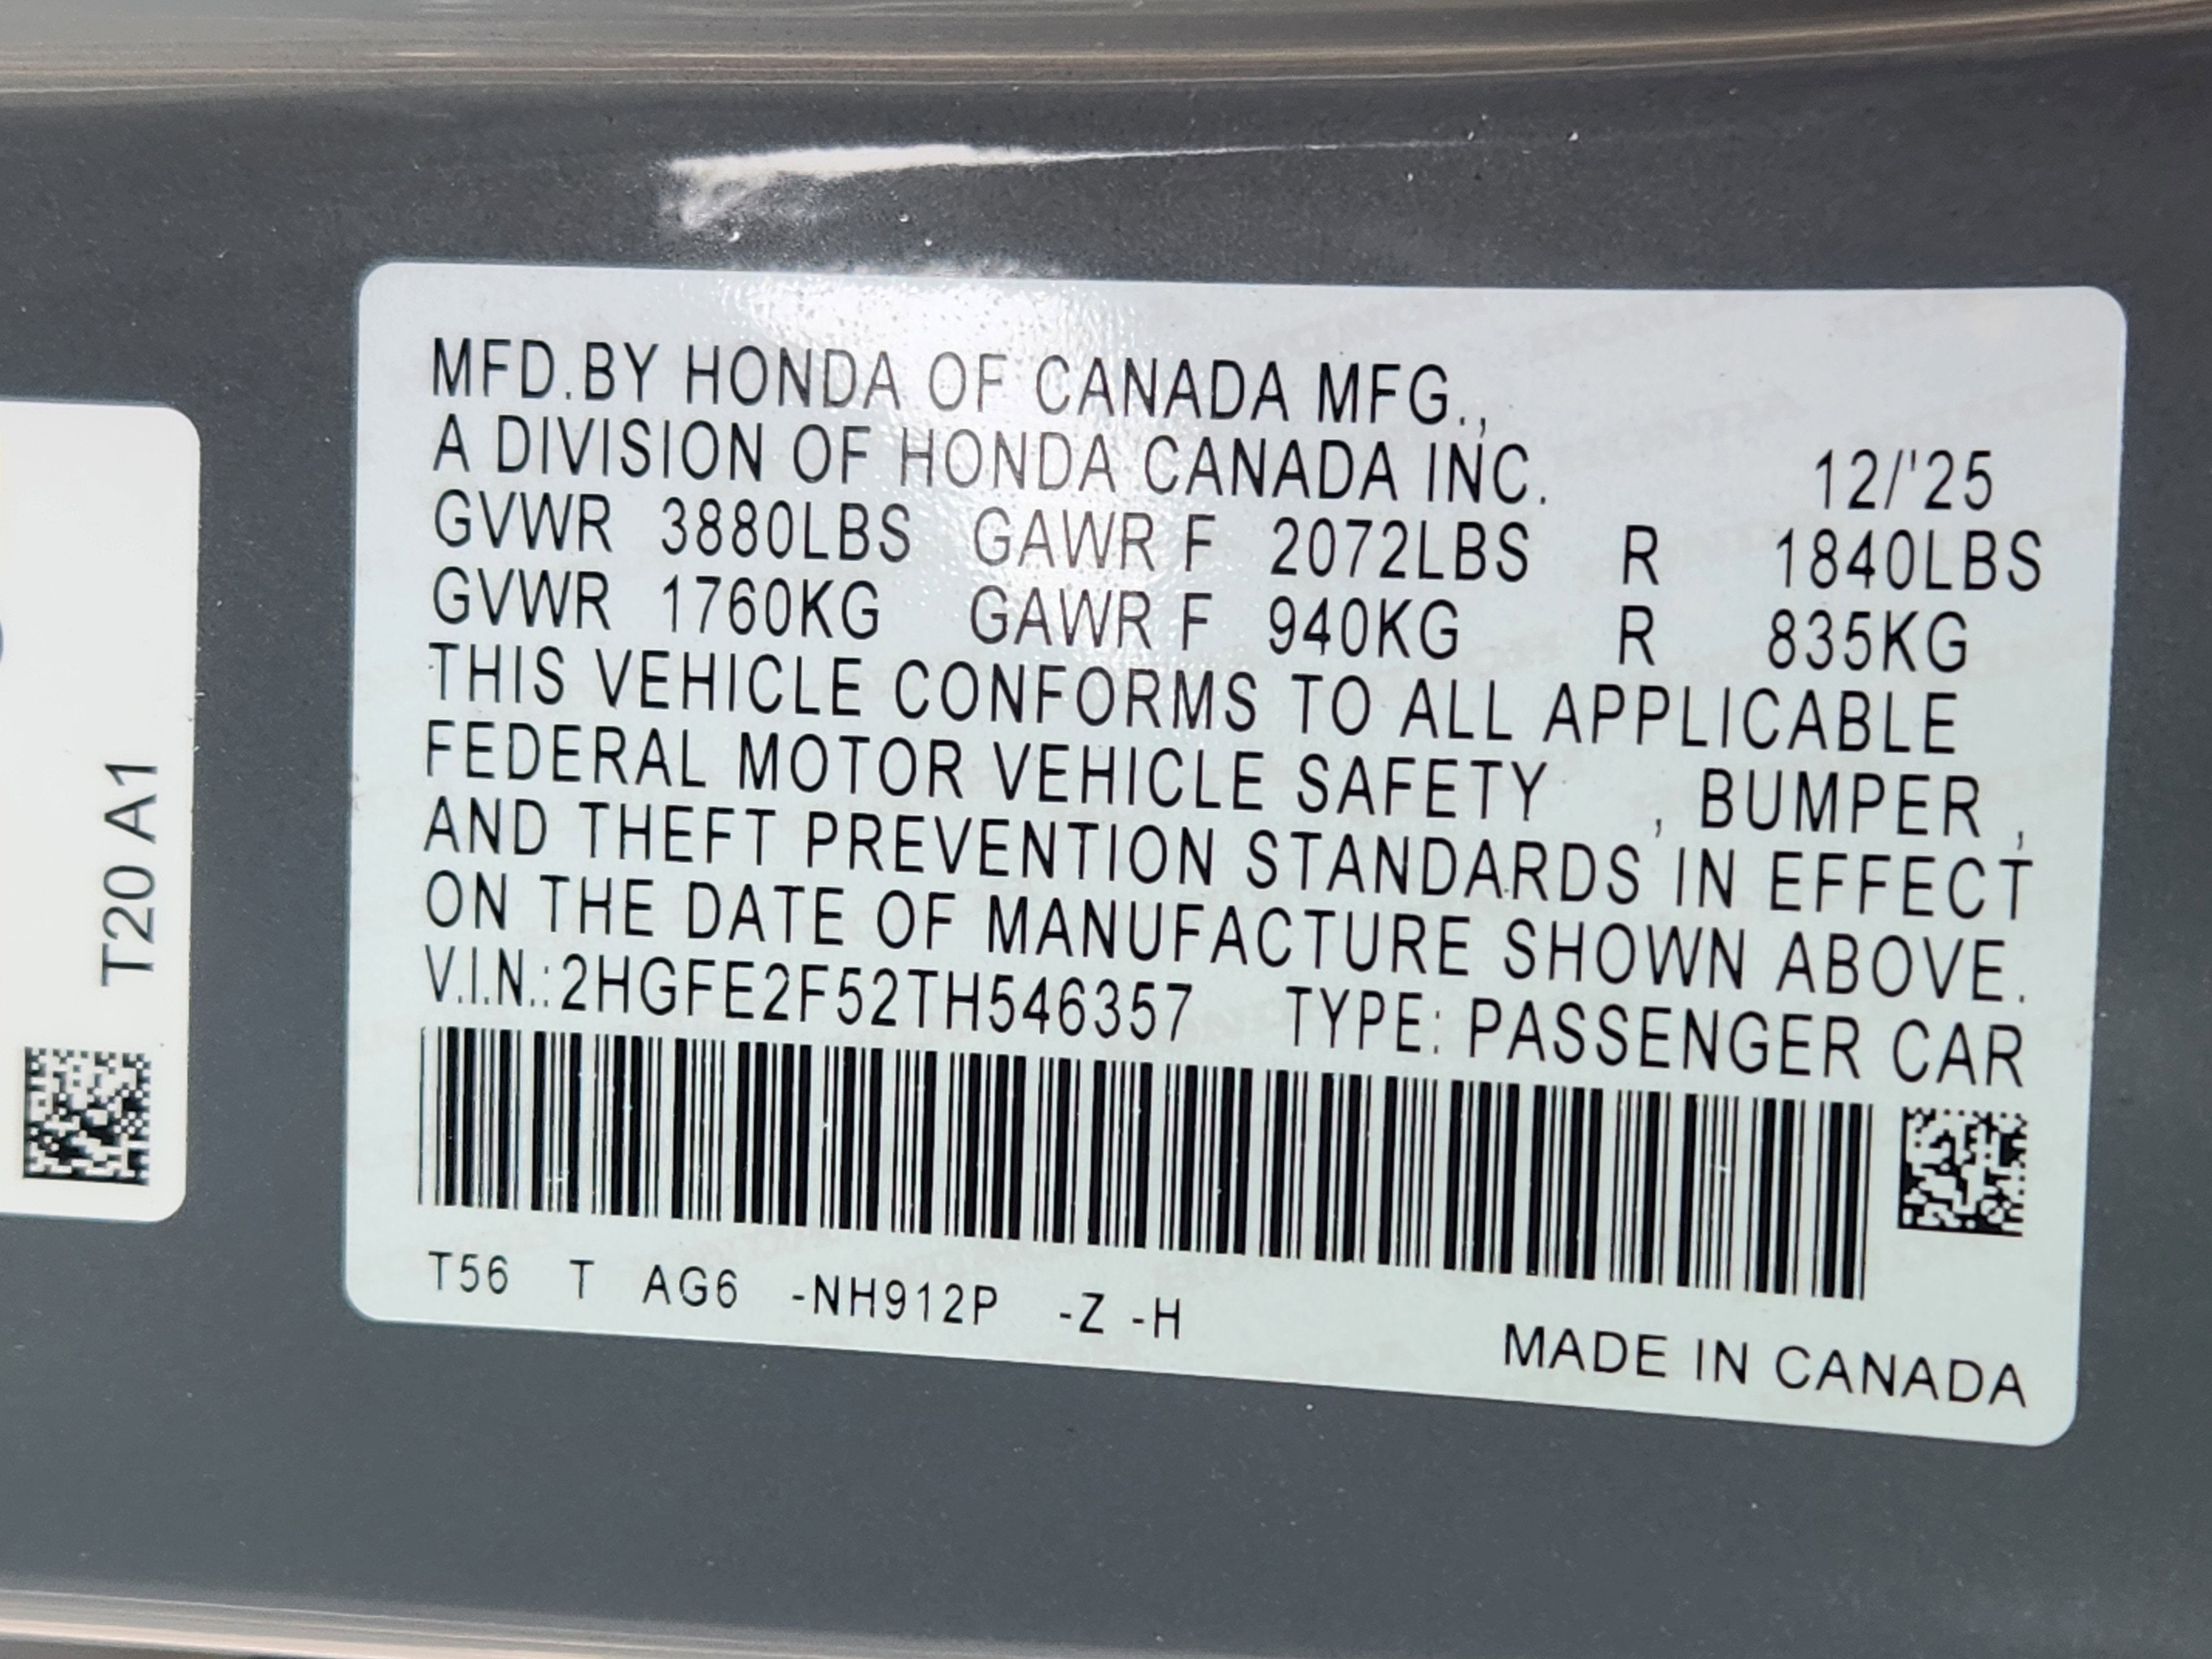 MFD.BY HONDA OF CANADA MFG.,
A DIVISION OF HONDA CANADA INC. 12/'25
GVWR 3880LBS GAWR F 2072LBS R 1840LBS
GVWR 1760KG GAWR F 940KG R 835KG
THIS VEHICLE CONFORMS TO ALL APPLICABLE
FEDERAL MOTOR VEHICLE SAFETY , BUMPER ,
AND THEFT PREVENTION STANDARDS IN EFFECT
ON THE DATE OF MANUFACTURE SHOWN ABOVE.
V.I.N.:2HGFE2F52TH546357 TYPE: PASSENGER CAR
T56 T AG6 -NH912P -Z -H
MADE IN CANADA
T20 A1